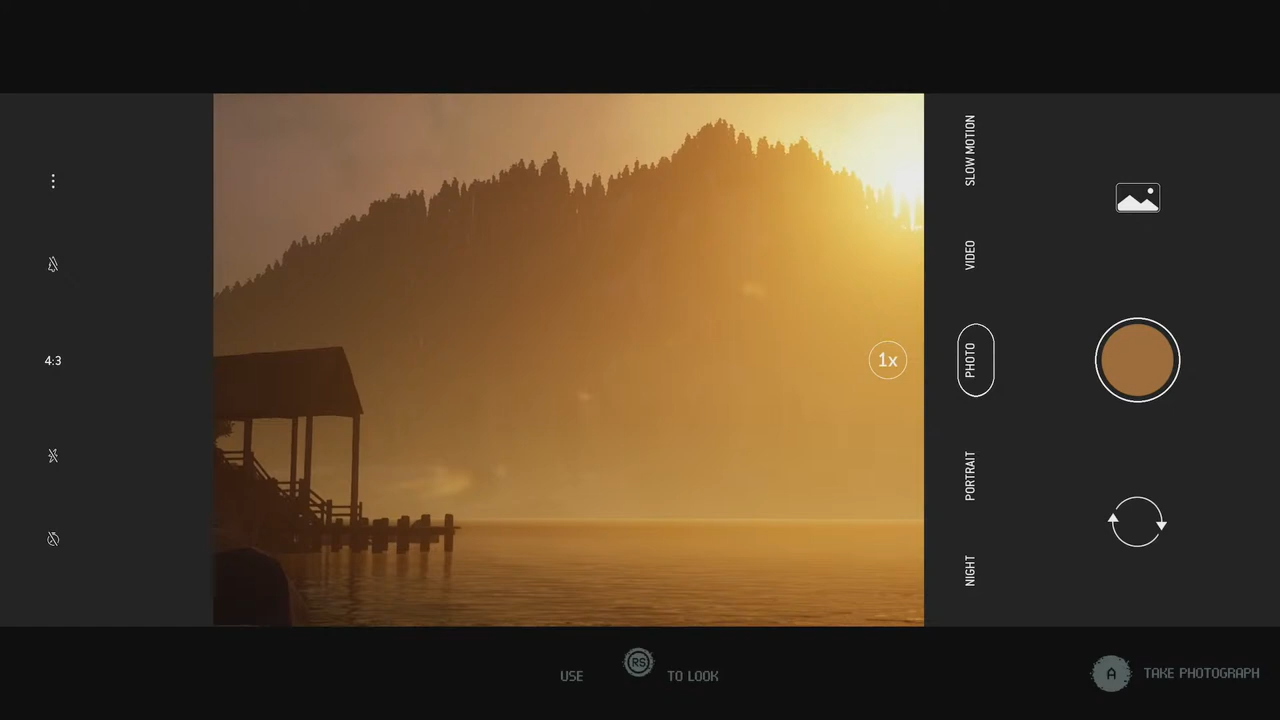 4:3
1x
SLOW MOTION
VIDEO
PHOTO
PORTRAIT
NIGHT
USE RS TO LOOK
A TAKE PHOTOGRAPH